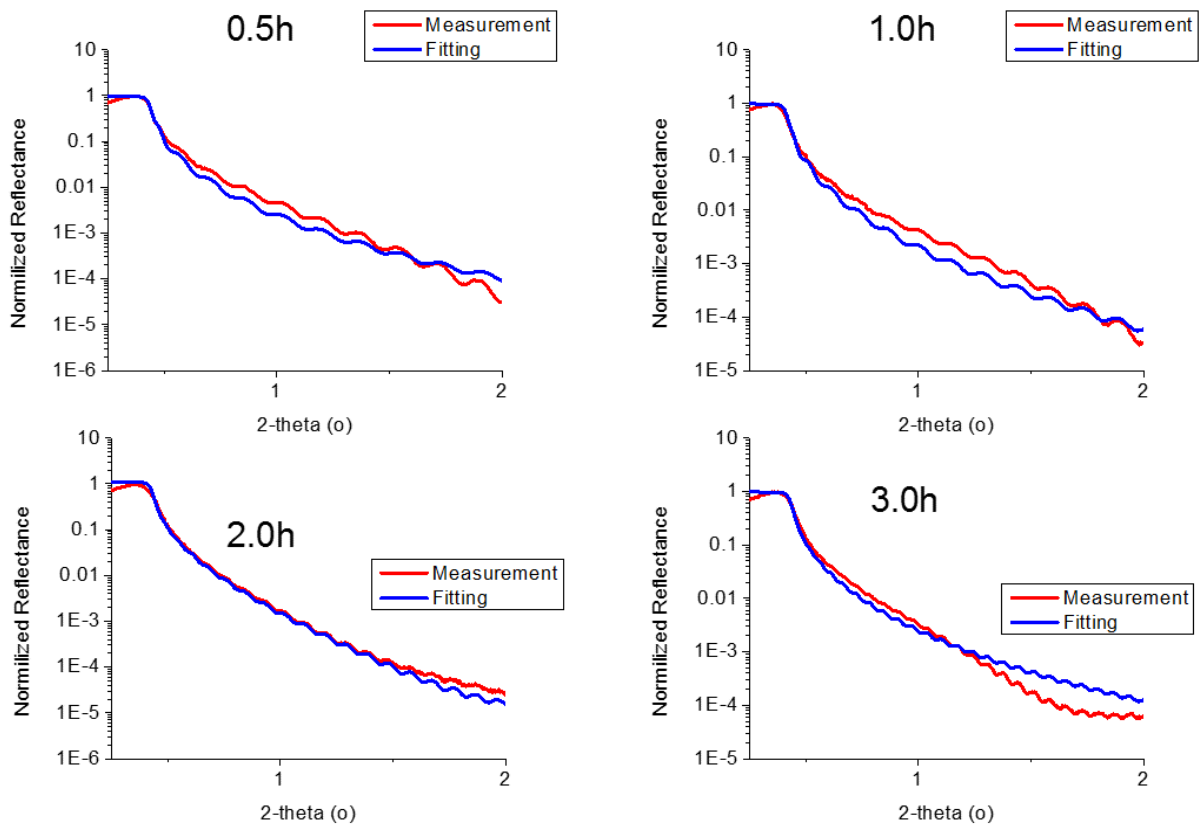 0.5h
Measurement
Fitting
10
1
0.1
0.01
1E-3
1E-4
1E-5
1E-6
Normilized Reflectance
1
2
2-theta (o)
1.0h
Measurement
Fitting
10
1
0.1
0.01
1E-3
1E-4
1E-5
Normilized Reflectance
1
2
2-theta (o)
2.0h
Measurement
Fitting
10
1
0.1
0.01
1E-3
1E-4
1E-5
1E-6
Normilized Reflectance
1
2
2-theta (o)
3.0h
Measurement
Fitting
10
1
0.1
0.01
1E-3
1E-4
1E-5
Normilized Reflectance
1
2
2-theta (o)